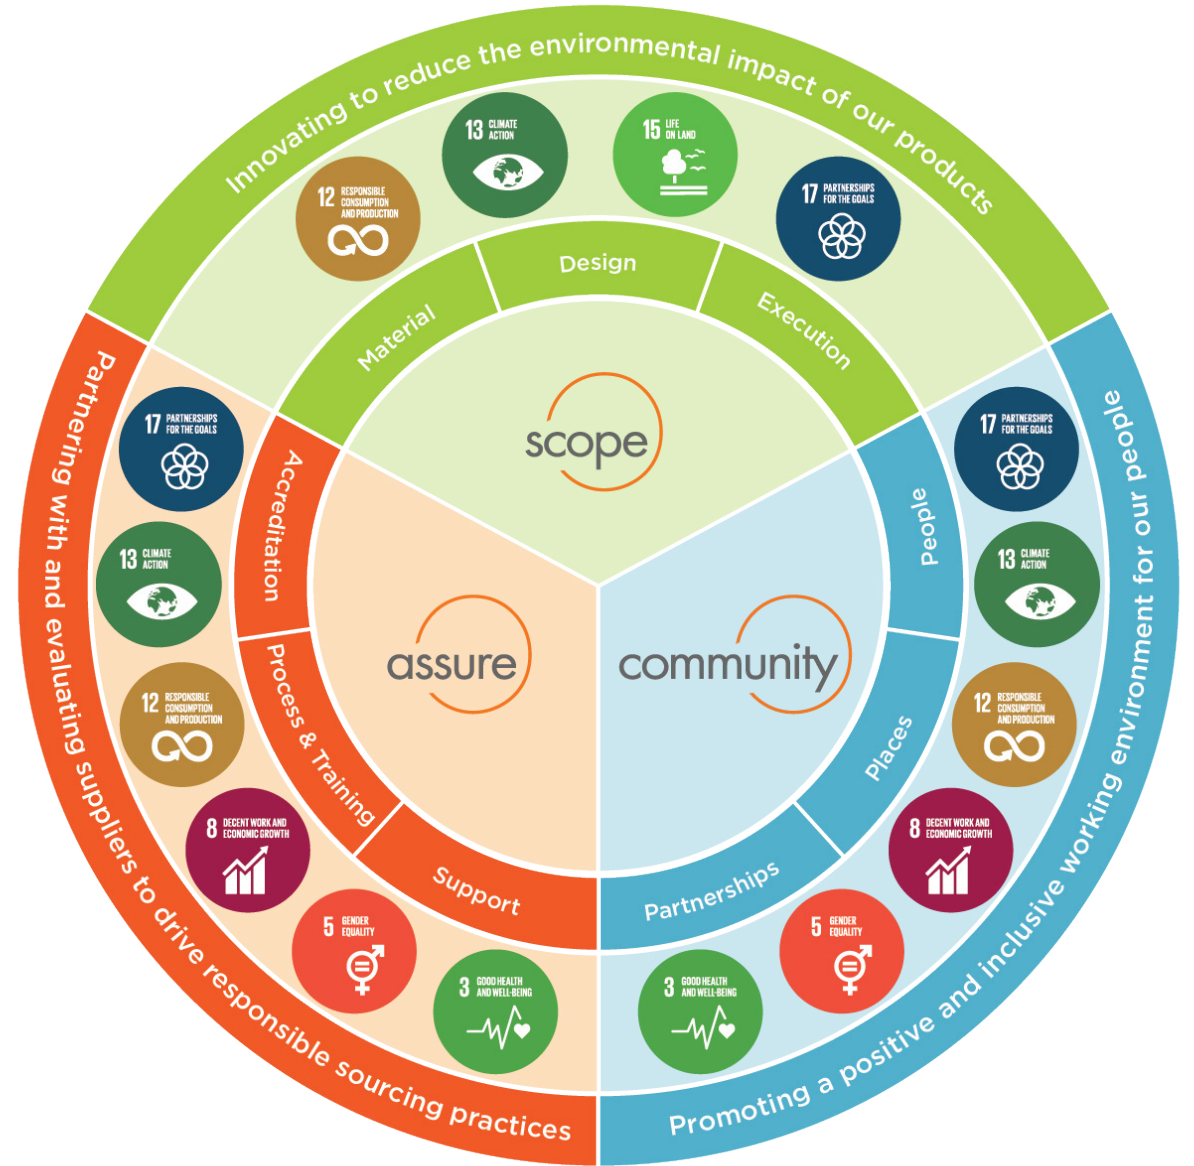 Innovating to reduce the environmental impact of our products
12 RESPONSIBLE
CONSUMPTION
AND PRODUCTION
13 CLIMATE
ACTION
15 LIFE
ON LAND
17 PARTNERSHIPS
FOR THE GOALS
Material
Design
Execution
scope
Partnering with and evaluating suppliers to drive responsible sourcing practices
17 PARTNERSHIPS
FOR THE GOALS
13 CLIMATE
ACTION
12 RESPONSIBLE
CONSUMPTION
AND PRODUCTION
8 DECENT WORK AND
ECONOMIC GROWTH
5 GENDER
EQUALITY
3 GOOD HEALTH
AND WELL-BEING
Accreditation
Process & Training
Support
assure
Promoting a positive and inclusive working environment for our people
17 PARTNERSHIPS
FOR THE GOALS
13 CLIMATE
ACTION
12 RESPONSIBLE
CONSUMPTION
AND PRODUCTION
8 DECENT WORK AND
ECONOMIC GROWTH
5 GENDER
EQUALITY
3 GOOD HEALTH
AND WELL-BEING
People
Places
Partnerships
community